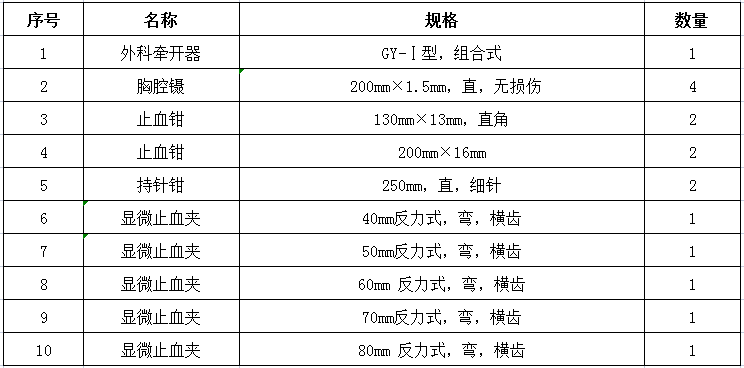 序号 名称 规格 数量
1 外科牵开器 GY-Ⅰ型，组合式 1
2 胸腔镊 200mm×1.5mm，直，无损伤 4
3 止血钳 130mm×13mm，直角 2
4 止血钳 200mm×16mm 2
5 持针钳 250mm，直，细针 2
6 显微止血夹 40mm反力式，弯，横齿 1
7 显微止血夹 50mm反力式，弯，横齿 1
8 显微止血夹 60mm 反力式，弯，横齿 1
9 显微止血夹 70mm反力式，弯，横齿 1
10 显微止血夹 80mm 反力式，弯，横齿 1